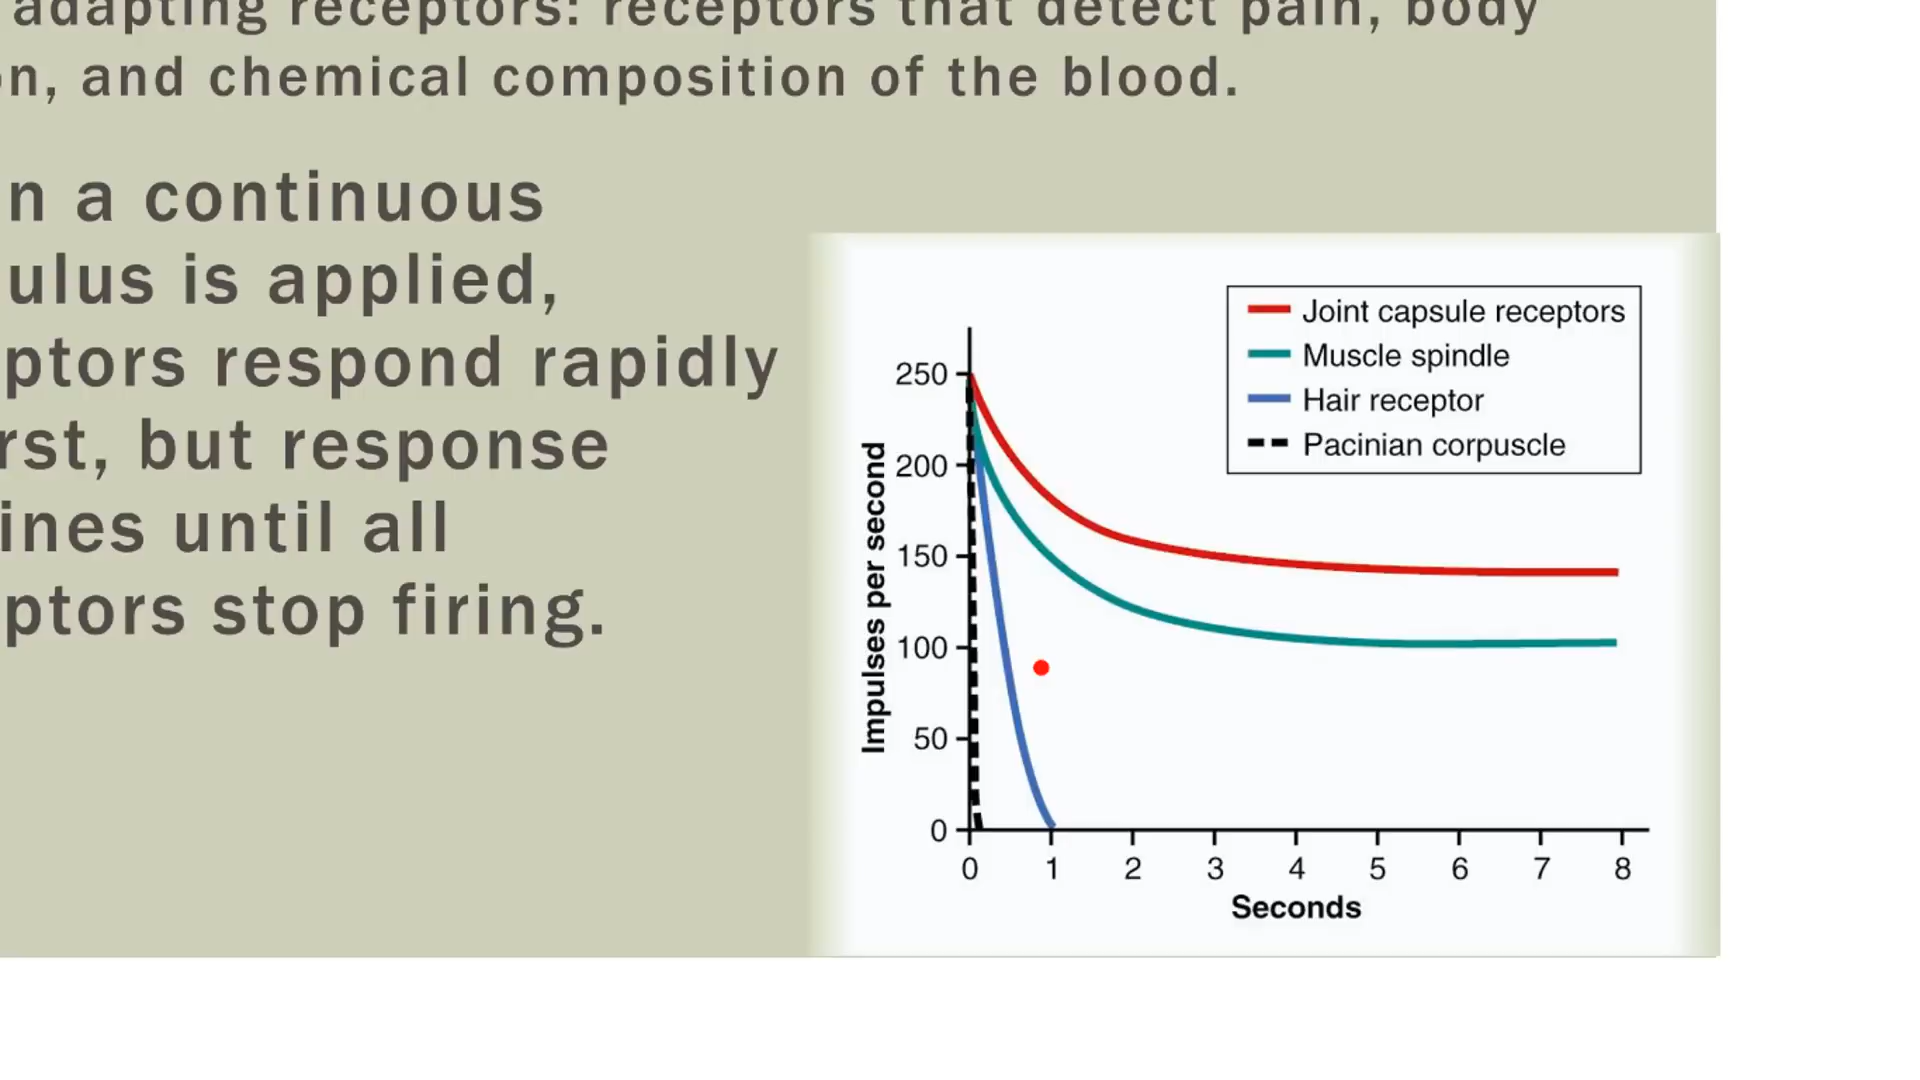 adapting receptors: receptors that detect pain, body
on, and chemical composition of the blood.
n a continuous
ulus is applied,
ptors respond rapidly
rst, but response
ines until all
ptors stop firing.
Joint capsule receptors
Muscle spindle
Hair receptor
Pacinian corpuscle
Impulses per second
250
200
150
100
50
0
0 1 2 3 4 5 6 7 8
Seconds